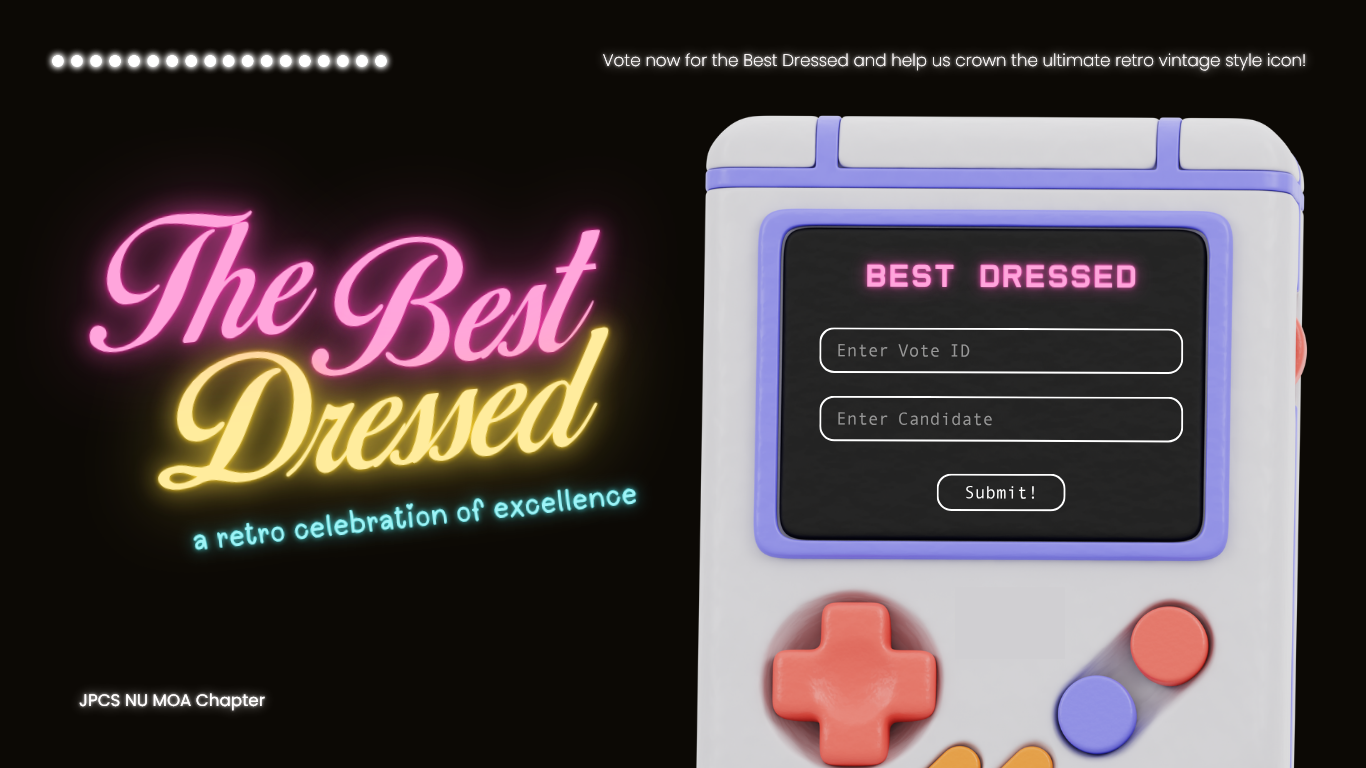 Vote now for the Best Dressed and help us crown the ultimate retro vintage style icon!
The Best
Dressed
a retro celebration of excellence
JPCS NU MOA Chapter
BEST DRESSED
Enter Vote ID
Enter Candidate
Submit!